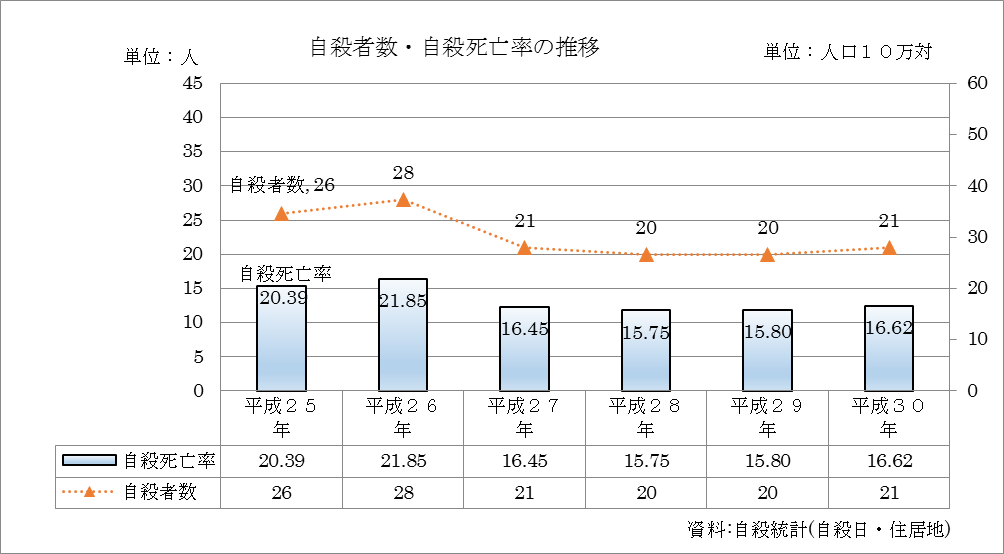 自殺者数・自殺死亡率の推移
単位：人
単位：人口１０万対
45
40
35
30
25
20
15
10
5
0
60
50
40
30
20
10
0
自殺者数, 26
28
21
20
20
21
自殺死亡率
20.39
21.85
16.45
15.75
15.80
16.62
平成２５年
平成２６年
平成２７年
平成２８年
平成２９年
平成３０年
自殺死亡率 20.39 21.85 16.45 15.75 15.80 16.62
自殺者数 26 28 21 20 20 21
資料:自殺統計(自殺日・住居地)